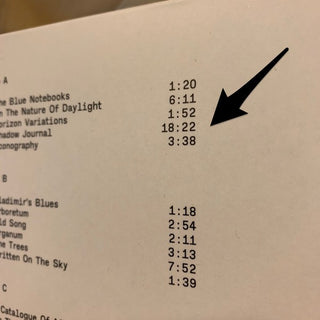 A
he Blue Notebooks 1:20
n The Nature Of Daylight 6:11
orizon Variations 1:52
hadow Journal 18:22
conography 3:38
B
ladimir's Blues 1:18
rboretum 2:54
ld Song 2:11
rganum 3:13
he Trees 7:52
ritten On The Sky 1:39
C
Catalogue Of